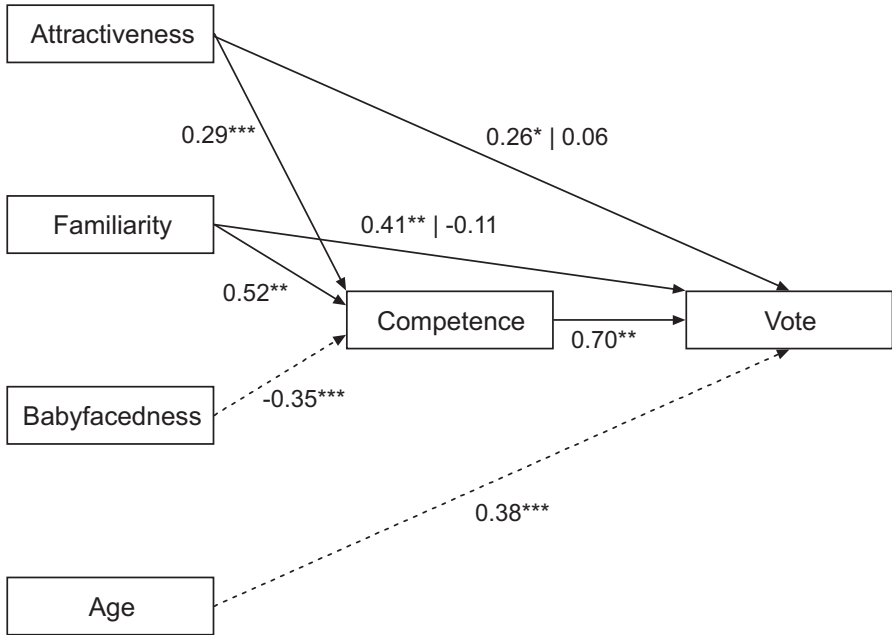 Attractiveness
0.29***
0.26* | 0.06
Familiarity
0.41** | -0.11
0.52**
Competence
0.70**
Vote
Babyfacedness
-0.35***
0.38***
Age